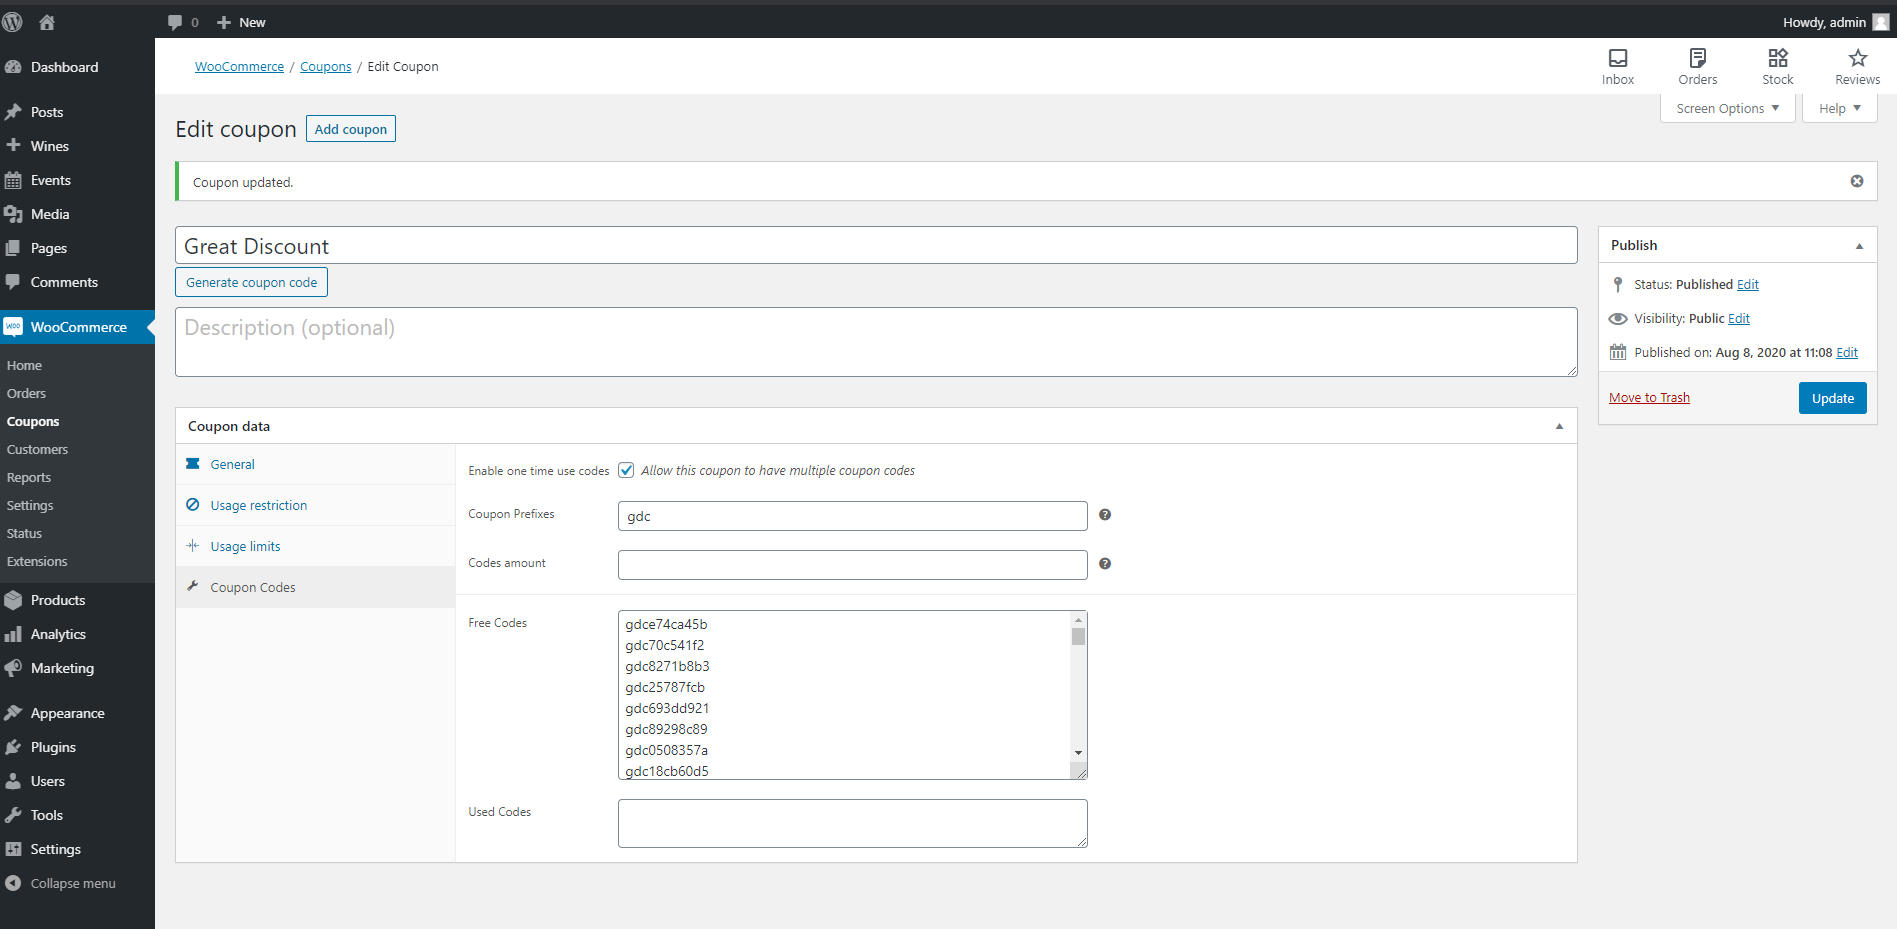 0
New
Howdy, admin
Dashboard
Posts
Wines
Events
Media
Pages
Comments
Woo WooCommerce
Home
Orders
Coupons
Customers
Reports
Settings
Status
Extensions
Products
Analytics
Marketing
Appearance
Plugins
Users
Tools
Settings
Collapse menu
WooCommerce / Coupons / Edit Coupon
Inbox
Orders
Stock
Reviews
Screen Options
Help
Edit coupon
Add coupon
Coupon updated.
Great Discount
Generate coupon code
Description (optional)
Publish
Status: Published Edit
Visibility: Public Edit
Published on: Aug 8, 2020 at 11:08 Edit
Move to Trash
Update
Coupon data
General
Usage restriction
Usage limits
Coupon Codes
Enable one time use codes
Allow this coupon to have multiple coupon codes
Coupon Prefixes
gdc
?
Codes amount
?
Free Codes
gdce74ca45b
gdc70c541f2
gdc8271b8b3
gdc25787fcb
gdc693dd921
gdc89298c89
gdc0508357a
gdc18cb60d5
Used Codes